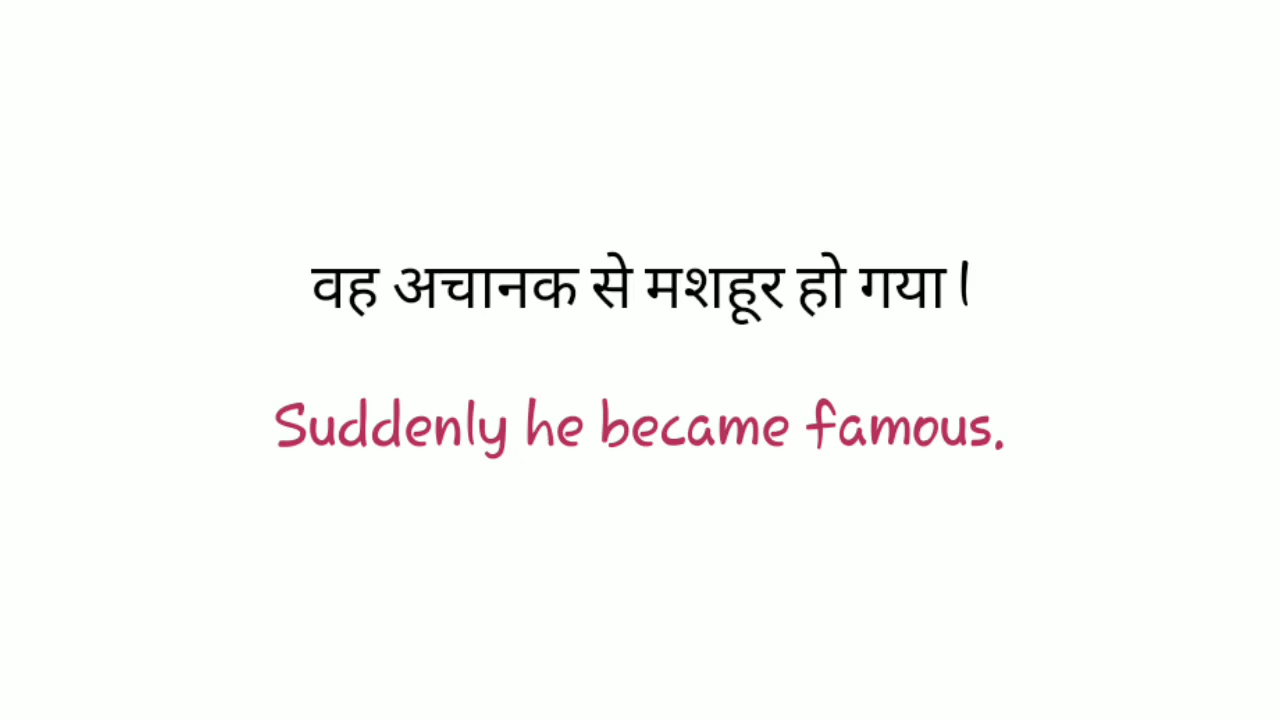 वह अचानक से मशहूर हो गया।
Suddenly he became famous.